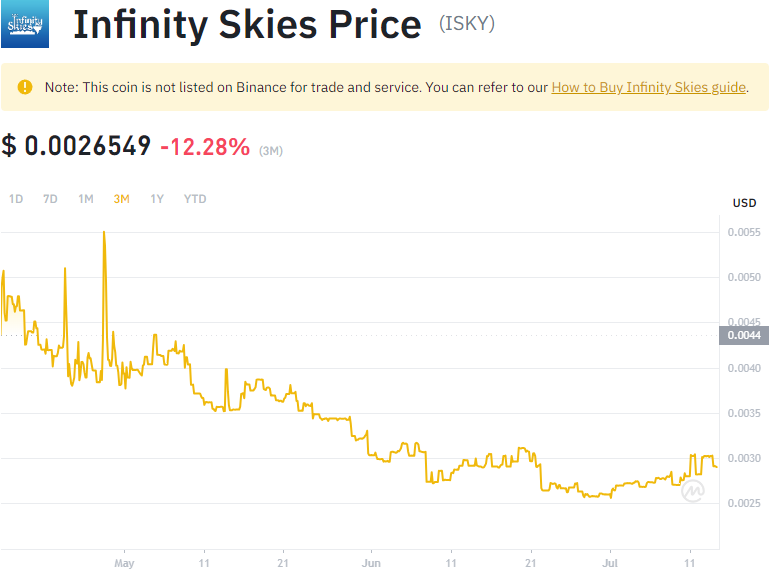 Infinity Skies
Infinity Skies Price (ISKY)
Note: This coin is not listed on Binance for trade and service. You can refer to our How to Buy Infinity Skies guide.
$ 0.0026549 -12.28% (3M)
1D 7D 1M 3M 1Y YTD
USD
0.0055
0.0050
0.0045
0.0044
0.0040
0.0035
0.0030
0.0025
May 11 21 Jun 11 21 Jul 11